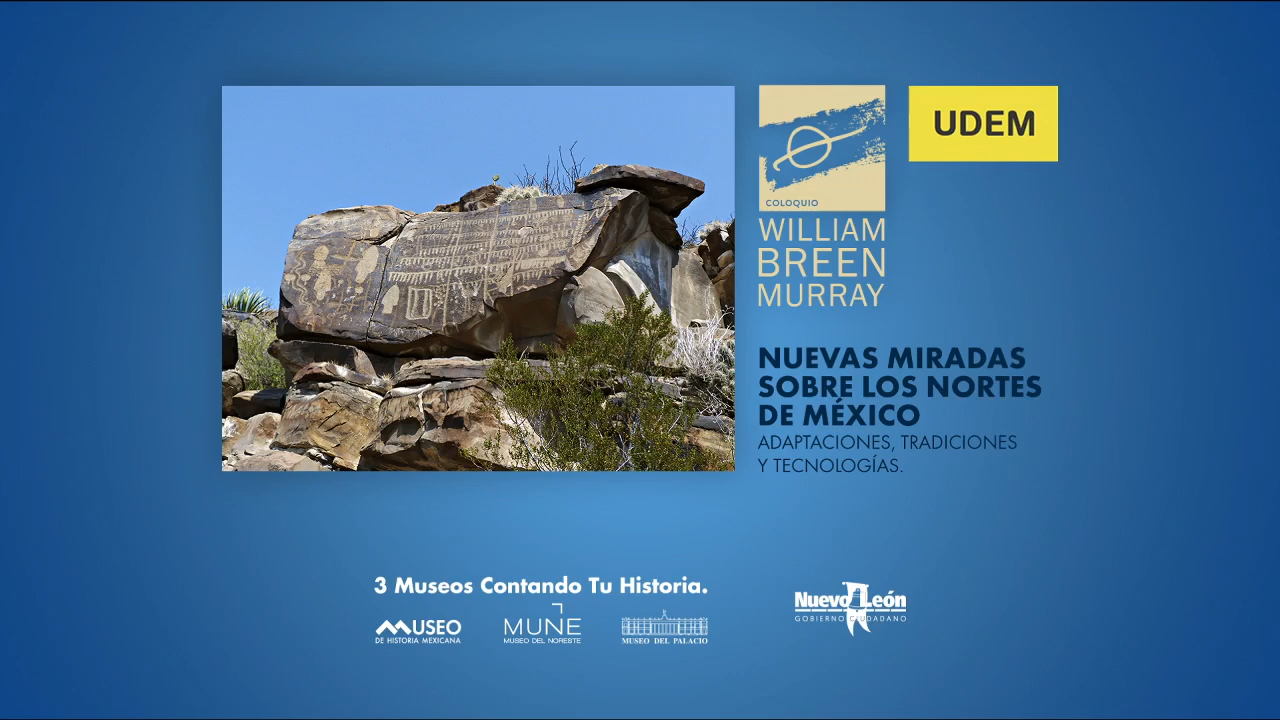 COLOQUIO
WILLIAM
BREEN
MURRAY
UDEM
NUEVAS MIRADAS
SOBRE LOS NORTES
DE MÉXICO
ADAPTACIONES, TRADICIONES
Y TECNOLOGÍAS.
3 Museos Contando Tu Historia.
MUSEO
DE HISTORIA MEXICANA
MUNE
MUSEO DEL NORESTE
MUSEO DEL PALACIO
Nuevo León
GOBIERNO CIUDADANO